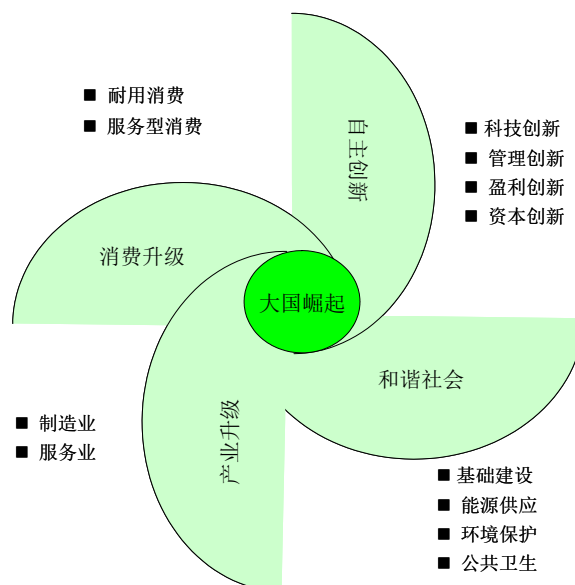 ■ 耐用消费
■ 服务型消费
自主创新
■ 科技创新
■ 管理创新
■ 盈利创新
■ 资本创新
消费升级
大国崛起
和谐社会
产业升级
■ 制造业
■ 服务业
■ 基础建设
■ 能源供应
■ 环境保护
■ 公共卫生